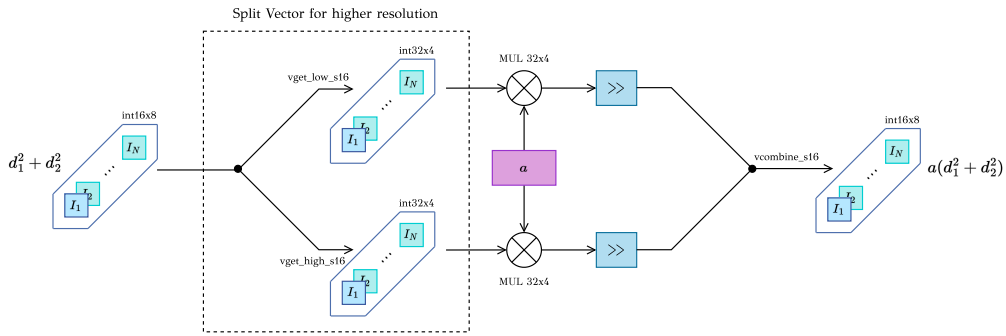 Split Vector for higher resolution
int32x4
MUL 32x4
vget_low_s16
I_N
...
I_2
I_1
>>
int16x8
d_1^2 + d_2^2
I_N
...
I_2
I_1
a
vcombine_s16
int16x8
I_N
...
I_2
I_1
a(d_1^2 + d_2^2)
int32x4
vget_high_s16
I_N
...
I_2
I_1
>>
MUL 32x4